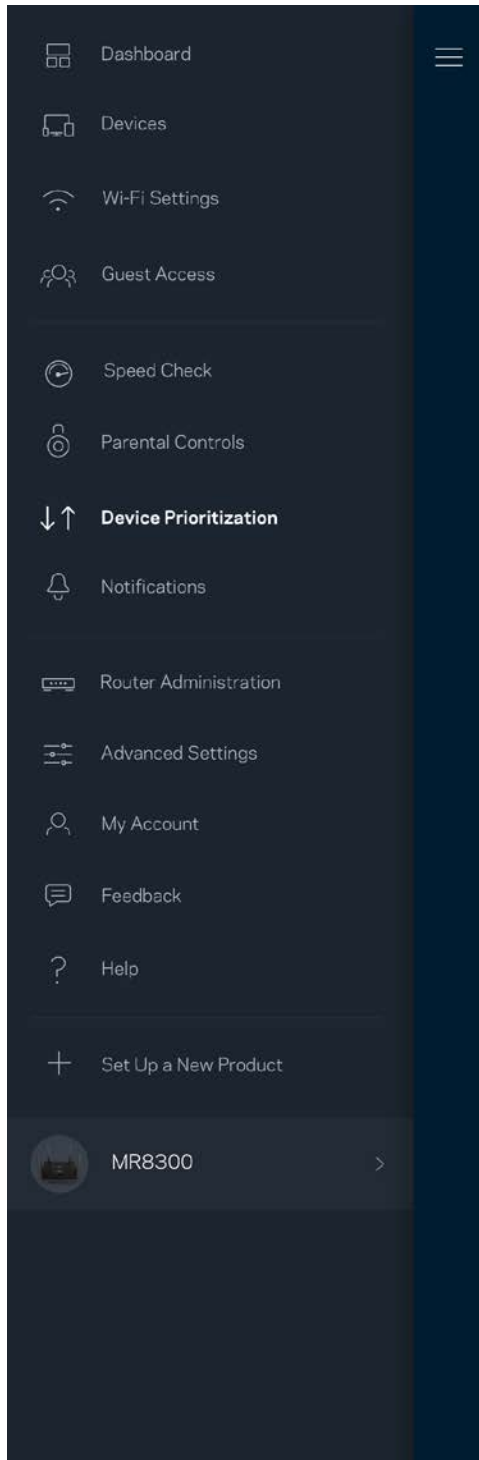 Dashboard
Devices
Wi-Fi Settings
Guest Access
Speed Check
Parental Controls
Device Prioritization
Notifications
Router Administration
Advanced Settings
My Account
Feedback
Help
Set Up a New Product
MR8300